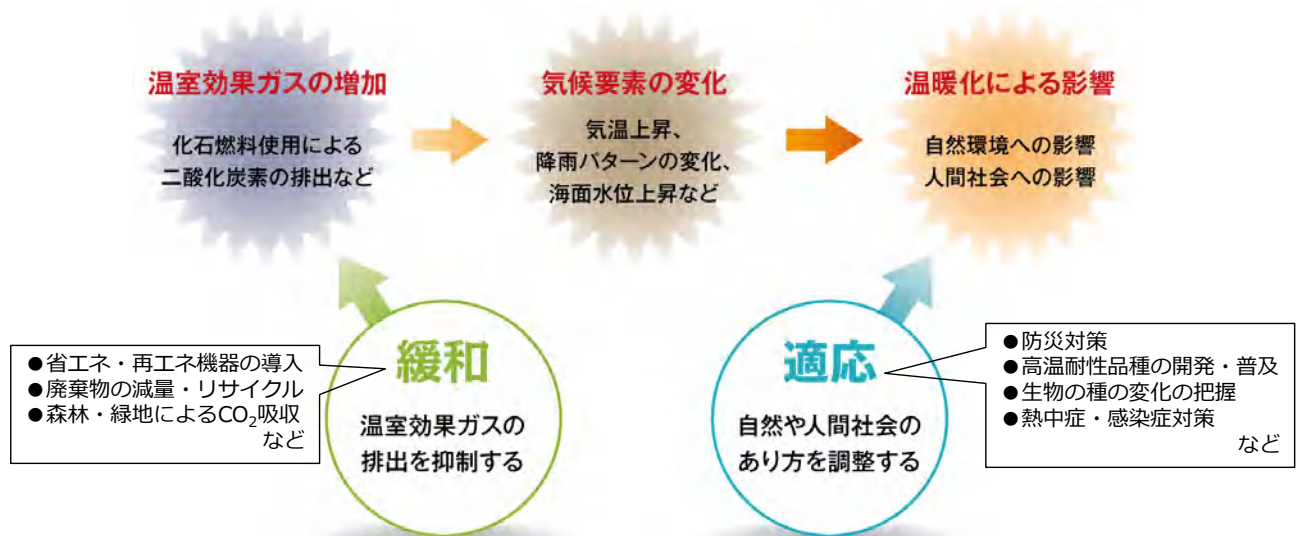 温室効果ガスの増加
化石燃料使用による
二酸化炭素の排出など
気候要素の変化
気温上昇、
降雨パターンの変化、
海面水位上昇など
温暖化による影響
自然環境への影響
人間社会への影響
●省エネ・再エネ機器の導入
●廃棄物の減量・リサイクル
●森林・緑地によるCO₂吸収
など
緩和
温室効果ガスの
排出を抑制する
適応
自然や人間社会の
あり方を調整する
●防災対策
●高温耐性品種の開発・普及
●生物の種の変化の把握
●熱中症・感染症対策
など